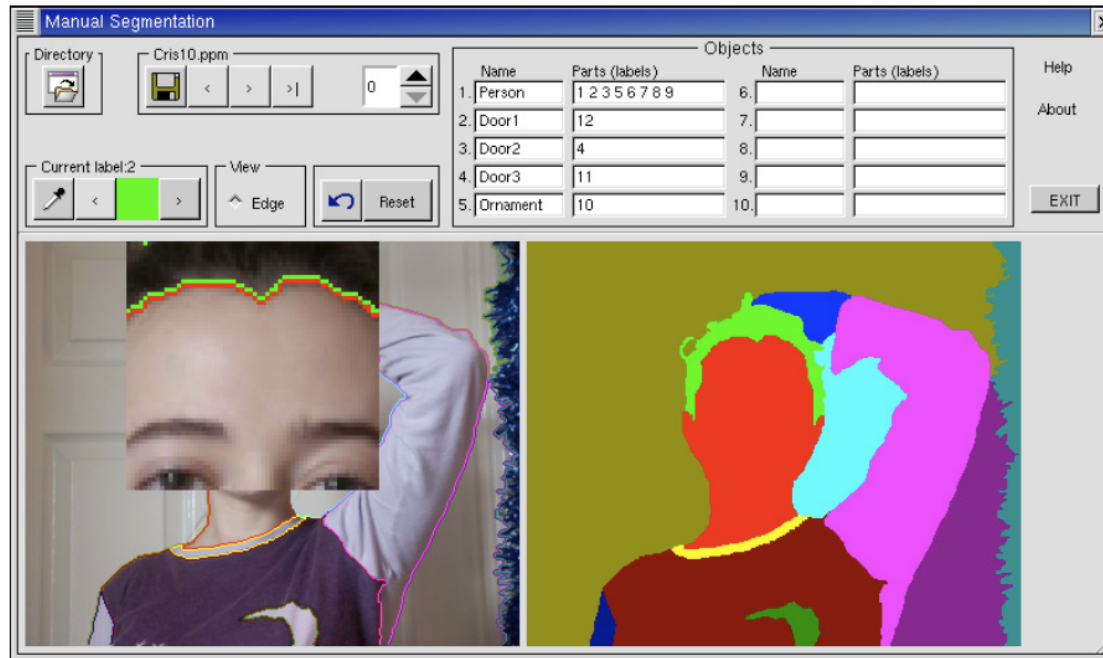 Manual Segmentation
Directory
Cris10.ppm
0
Objects
Name Parts (labels) Name Parts (labels)
1. Person 1 2 3 5 6 7 8 9 6.
2. Door1 12 7.
3. Door2 4 8.
4. Door3 11 9.
5. Ornament 10 10.
Help
About
EXIT
Current label:2
View
Edge
Reset